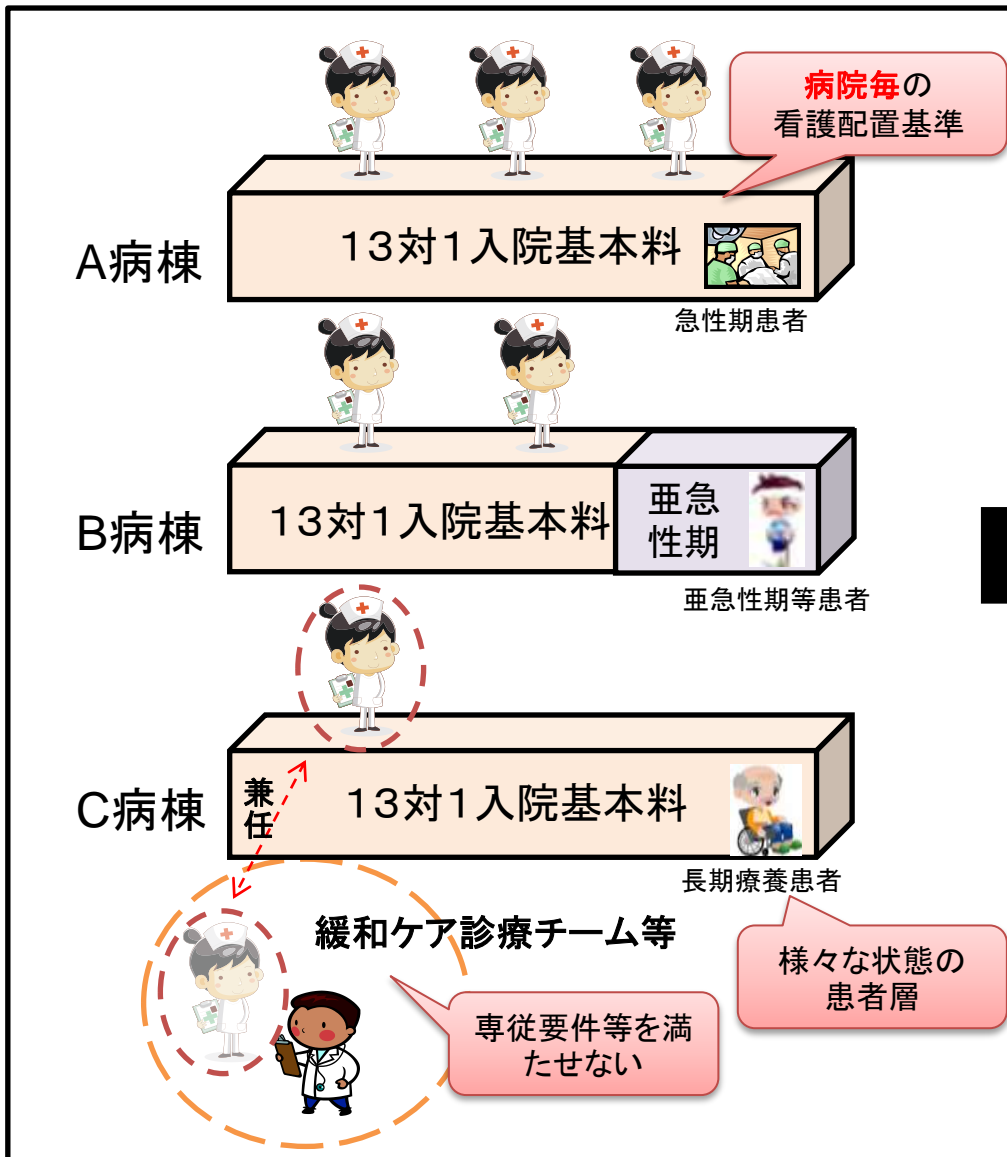 病院毎の
看護配置基準
A病棟
13対1入院基本料
急性期患者
B病棟
13対1入院基本料
亜急
性期
亜急性期等患者
C病棟
兼
任
13対1入院基本料
長期療養患者
緩和ケア診療チーム等
様々な状態の
患者層
専従要件等を満
たせない